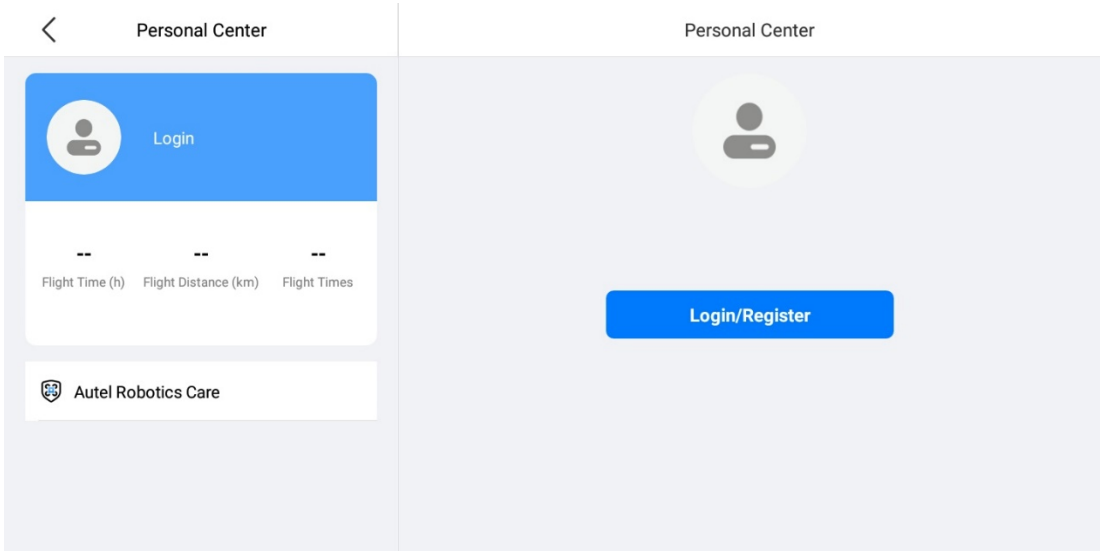 Personal Center
Login
-- -- --
Flight Time (h) Flight Distance (km) Flight Times
Autel Robotics Care
Personal Center
Login/Register